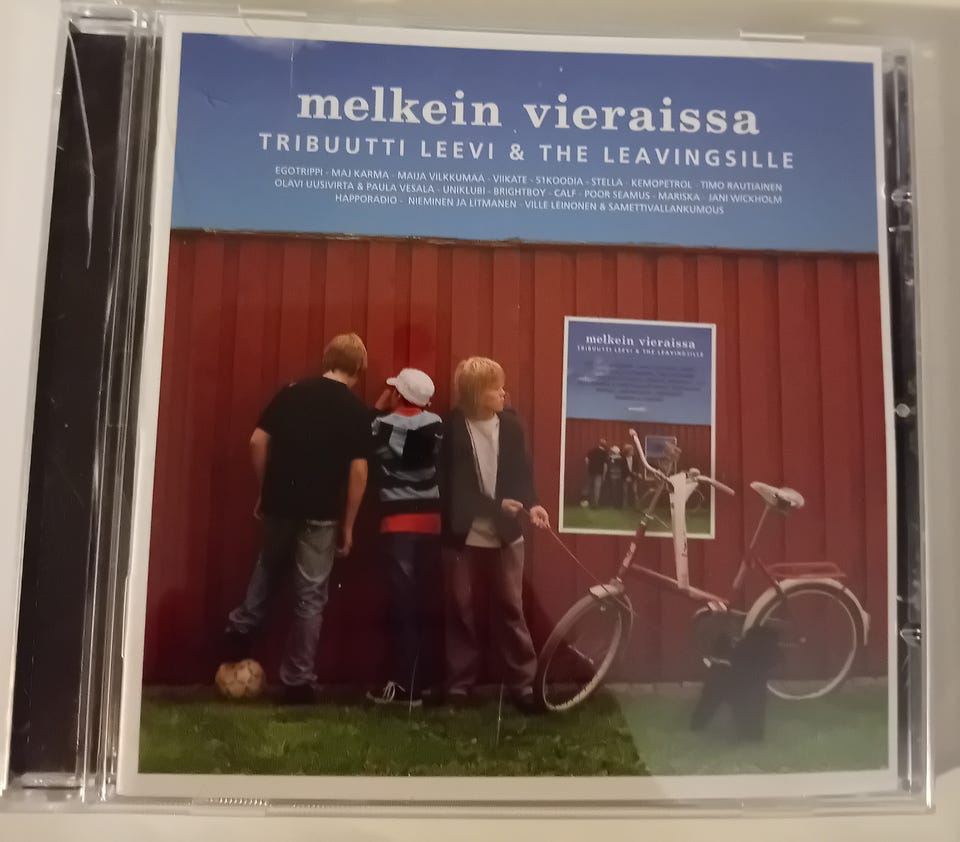 melkein vieraissa
TRIBUUTTI LEEVI & THE LEAVINGSILLE
EGOTRIPPI - MAJ KARMA - MAIJA VILKKUMAA - VIIKATE - 51KOODIA - STELLA - KEMOPETROL - TIMO RAUTIAINEN
OLAVI UUSIVIRTA & PAULA VESALA - UNIKLUBI - BRIGHTBOY - CALF - POOR SEAMUS - MARISKA - JANI WICKHOLM
HAPPORADIO - NIEMINEN JA LITMANEN - VILLE LEINONEN & SAMETTIVALLANKUMOUS
melkein vieraissa
TRIBUUTTI LEEVI & THE LEAVINGSILLE